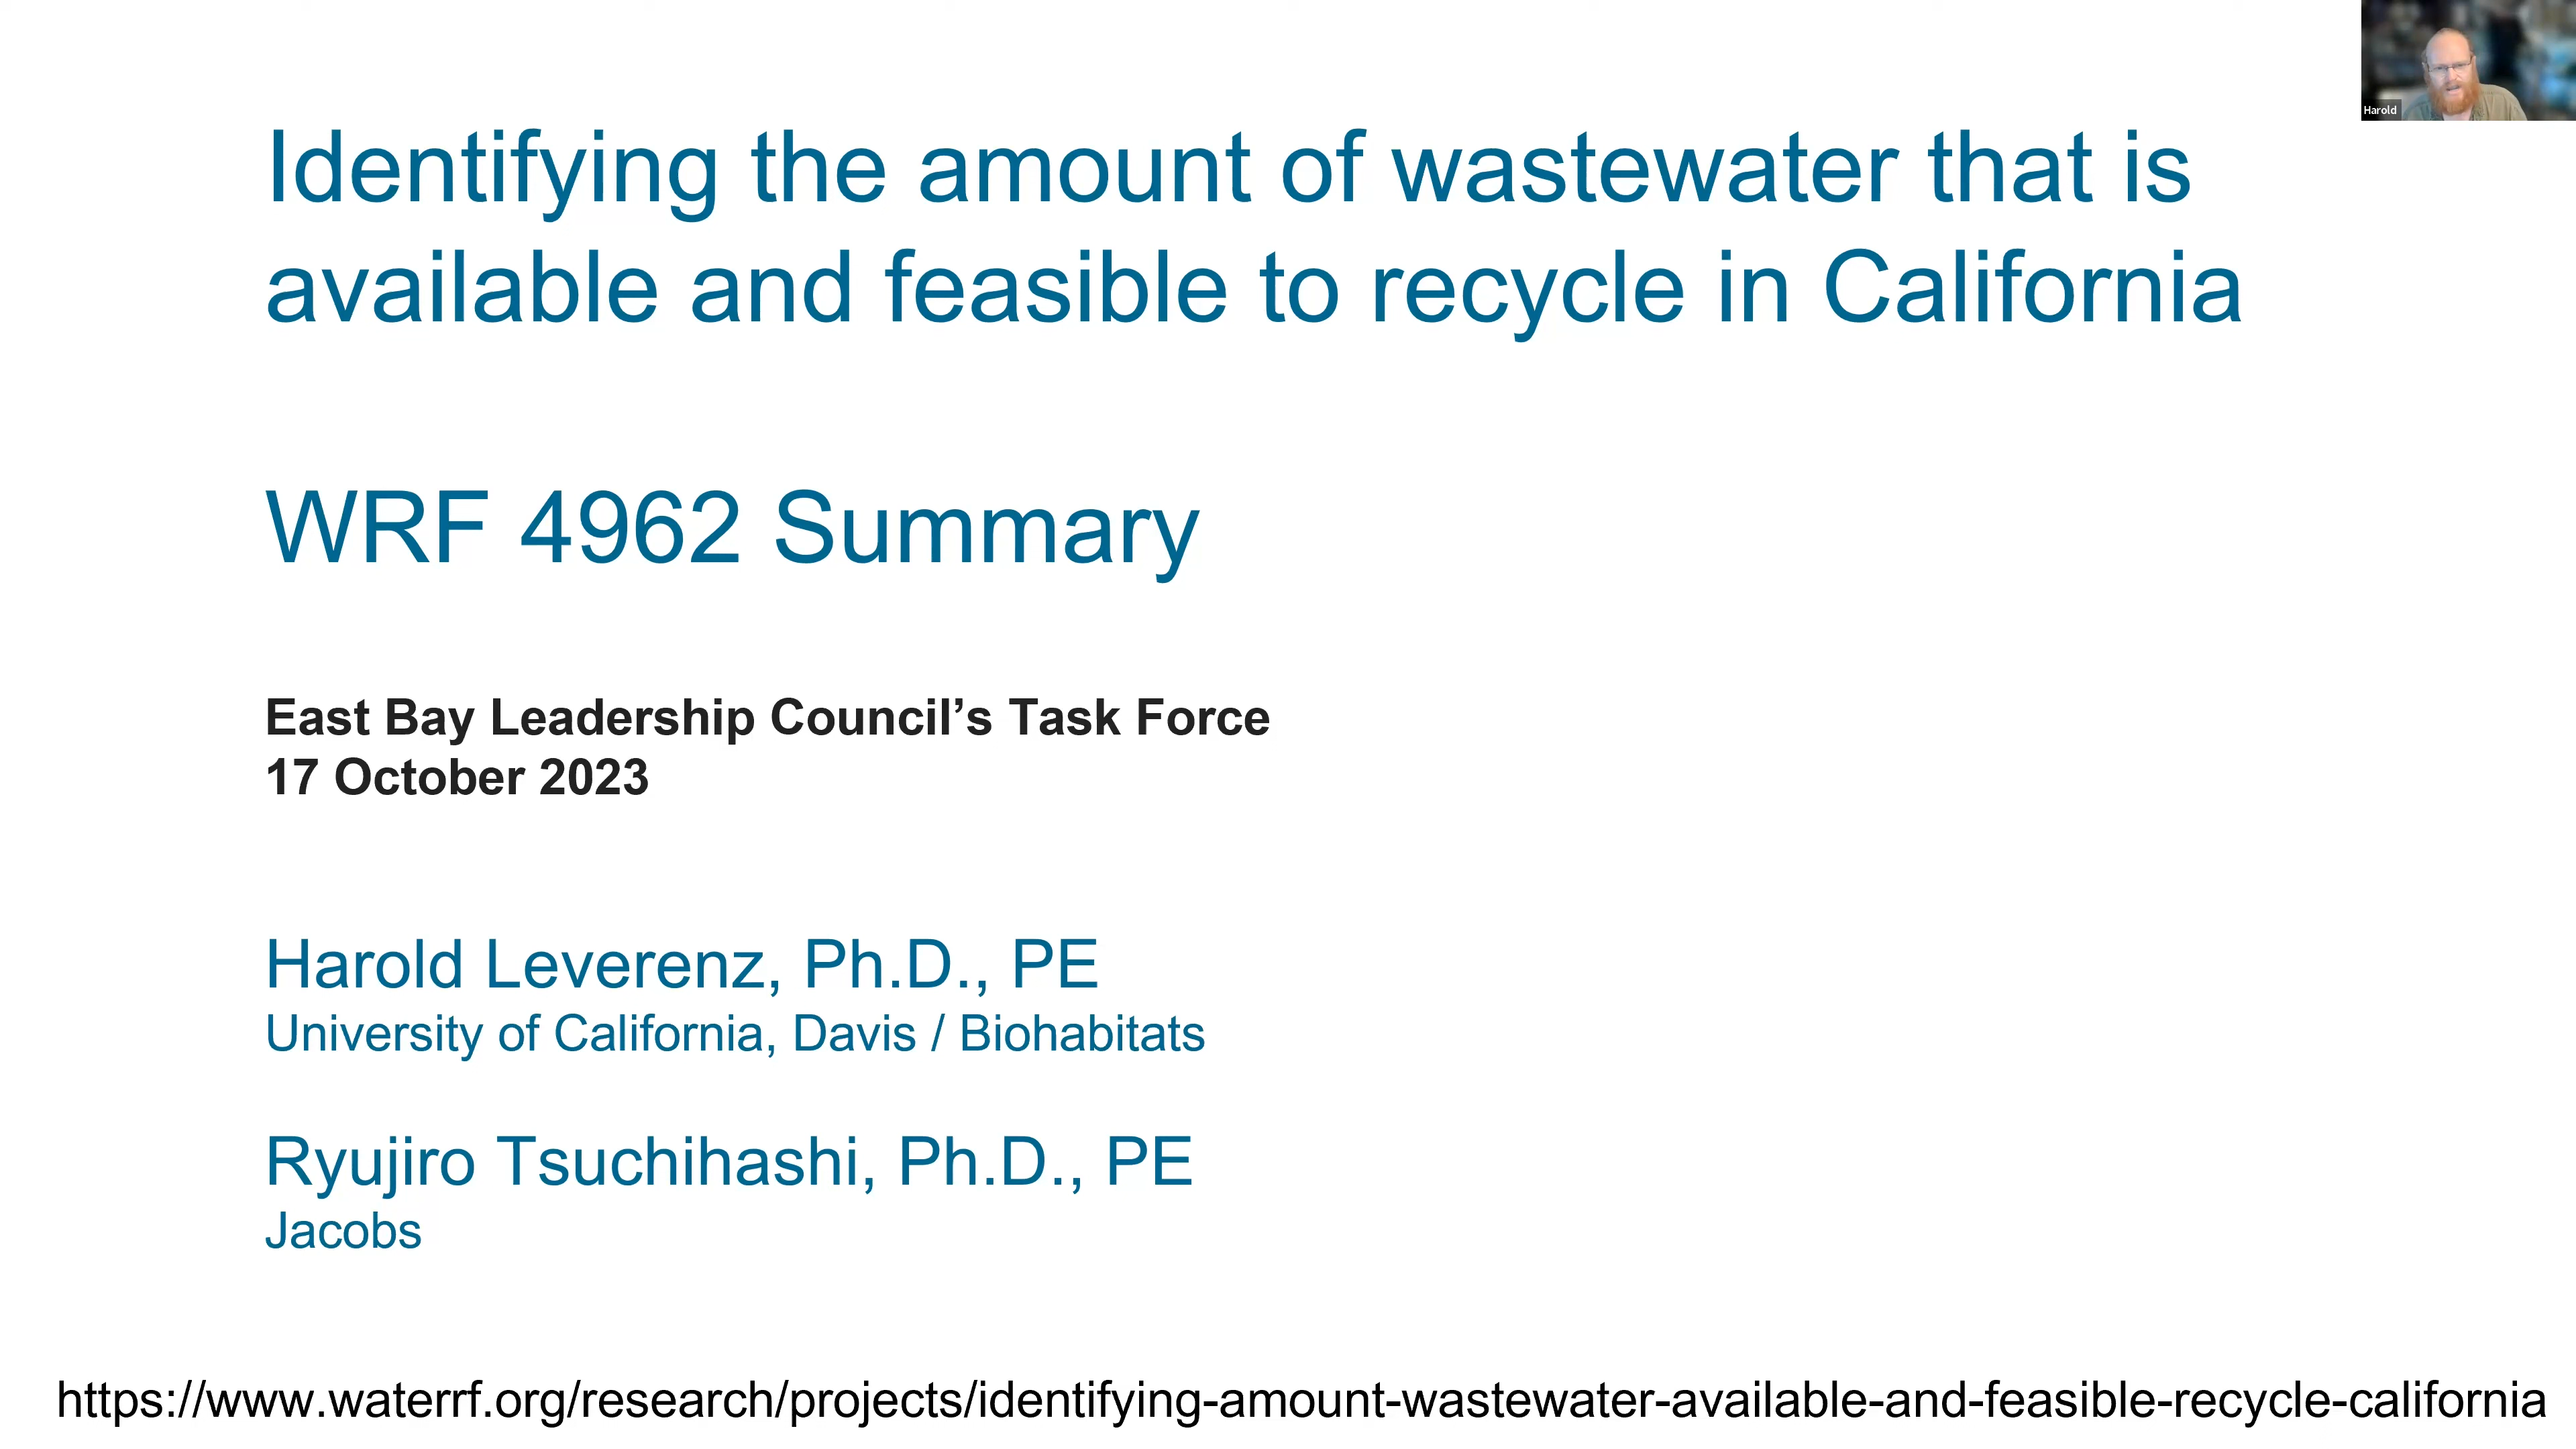 Harold
Identifying the amount of wastewater that is
available and feasible to recycle in California
WRF 4962 Summary
East Bay Leadership Council’s Task Force
17 October 2023
Harold Leverenz, Ph.D., PE
University of California, Davis / Biohabitats
Ryujiro Tsuchihashi, Ph.D., PE
Jacobs
https://www.waterrf.org/research/projects/identifying-amount-wastewater-available-and-feasible-recycle-california